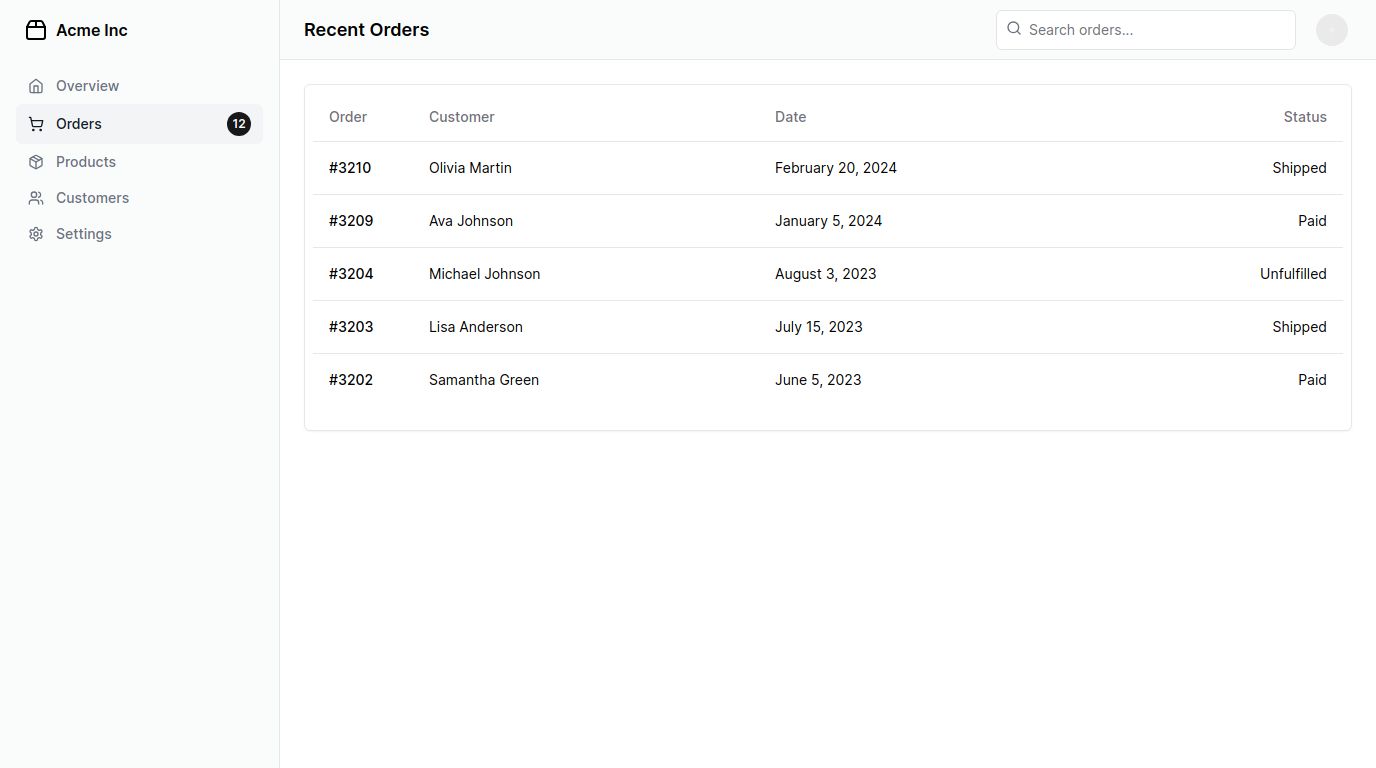 Acme Inc
Overview
Orders 12
Products
Customers
Settings
Recent Orders
Search orders...
Order Customer Date Status
#3210 Olivia Martin February 20, 2024 Shipped
#3209 Ava Johnson January 5, 2024 Paid
#3204 Michael Johnson August 3, 2023 Unfulfilled
#3203 Lisa Anderson July 15, 2023 Shipped
#3202 Samantha Green June 5, 2023 Paid